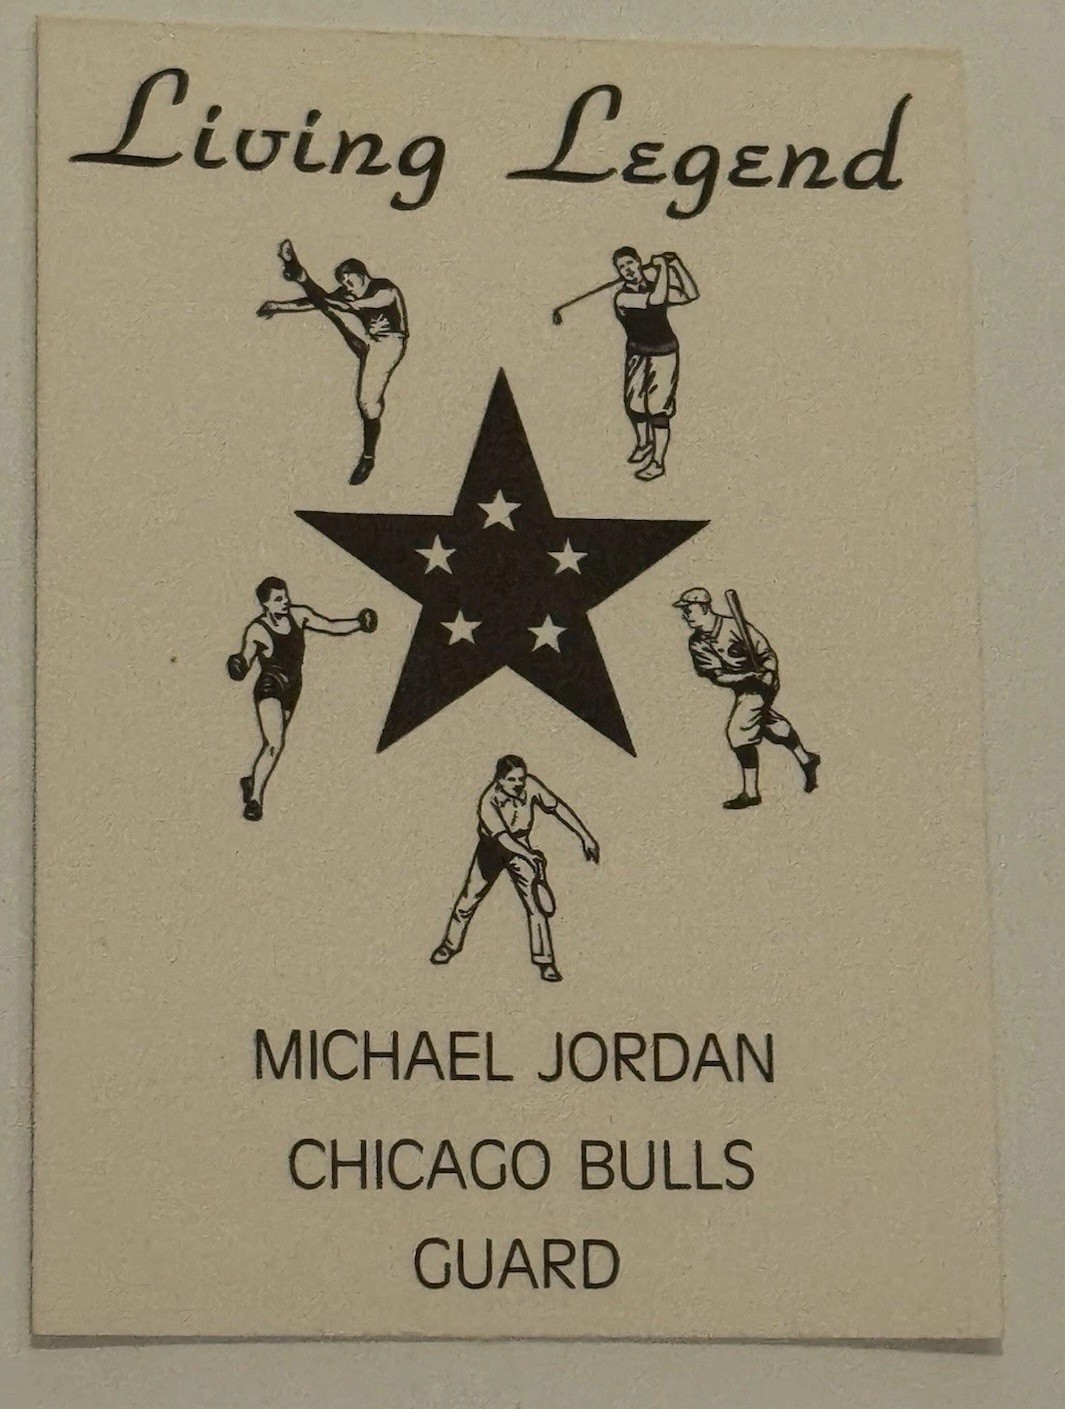 Living Legend
MICHAEL JORDAN
CHICAGO BULLS
GUARD